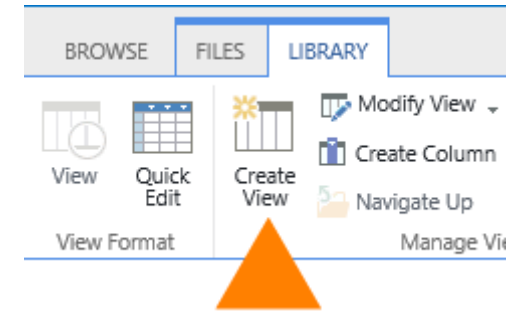 BROWSE FILES LIBRARY
View
Quick
Edit
Create
View
Modify View
Create Column
Navigate Up
View Format
Manage Vie